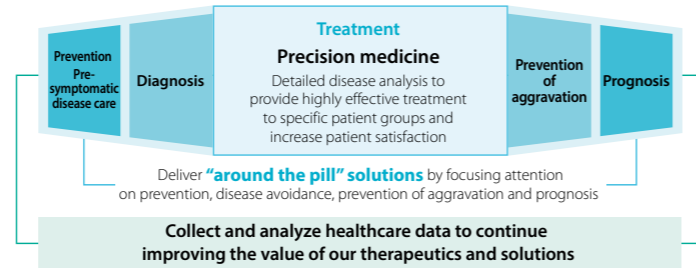 Prevention
Pre-
symptomatic
disease care
Diagnosis
Treatment
Precision medicine
Detailed disease analysis to
provide highly effective treatment
to specific patient groups and
increase patient satisfaction
Prevention
of
aggravation
Prognosis
Deliver “around the pill” solutions by focusing attention
on prevention, disease avoidance, prevention of aggravation and prognosis
Collect and analyze healthcare data to continue
improving the value of our therapeutics and solutions